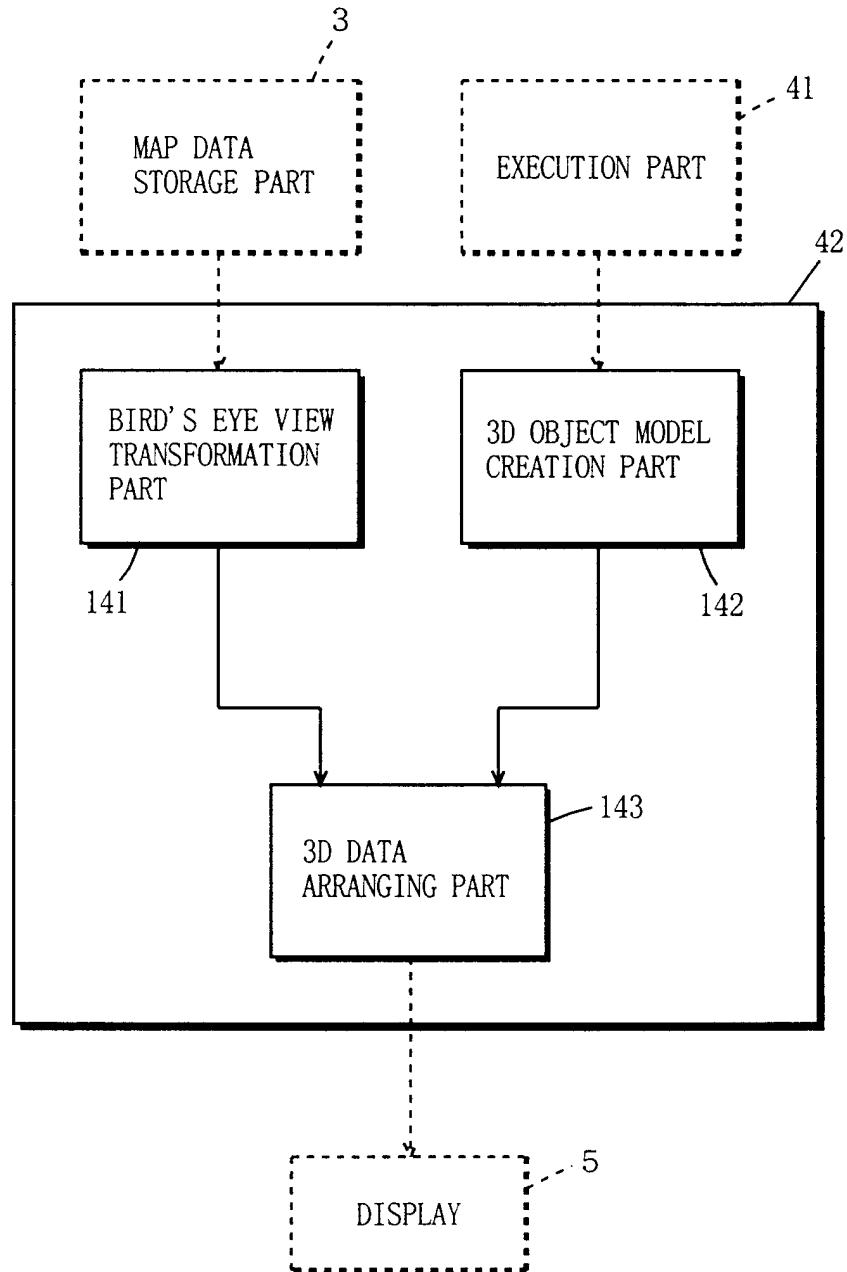 3
41
MAP DATA
STORAGE PART
EXECUTION PART
42
BIRD'S EYE VIEW
TRANSFORMATION
PART
3D OBJECT MODEL
CREATION PART
141
142
143
3D DATA
ARRANGING PART
5
DISPLAY